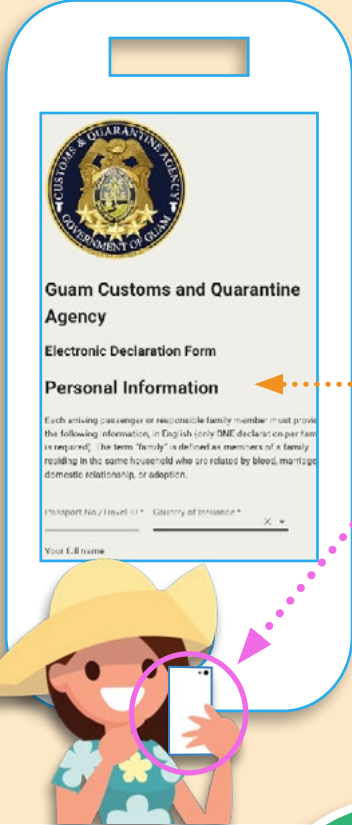 CUSTOMS & QUARANTINE AGENCY
GOVERNMENT OF GUAM
Guam Customs and Quarantine
Agency
Electronic Declaration Form
Personal Information
Each arriving passenger or responsible family member must provide
the following information, in English (only ONE declaration per fam
is required). The term "family" is defined as members of a family
residing in the same household who are related by blood, marriage
domestic relationship, or adoption.
Passport No./Travel ID * Country of Issuance *
Your full name